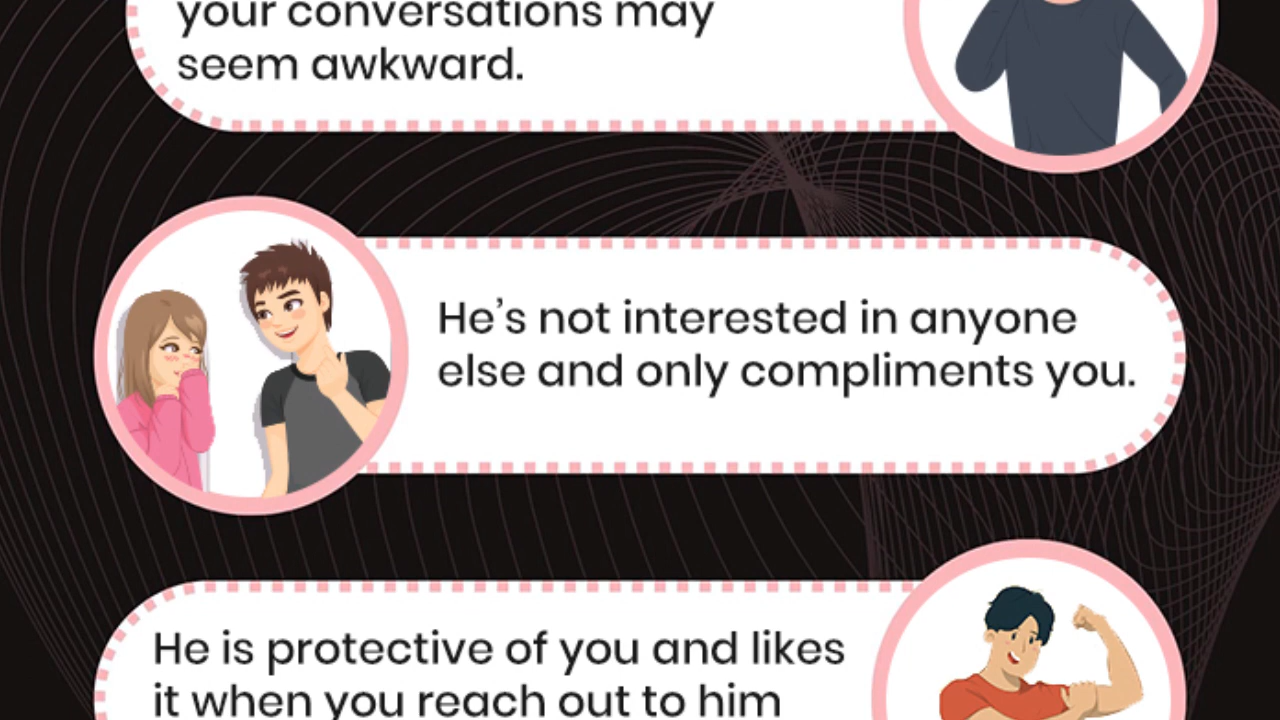 your conversations may
seem awkward.
He's not interested in anyone
else and only compliments you.
He is protective of you and likes
it when you reach out to him